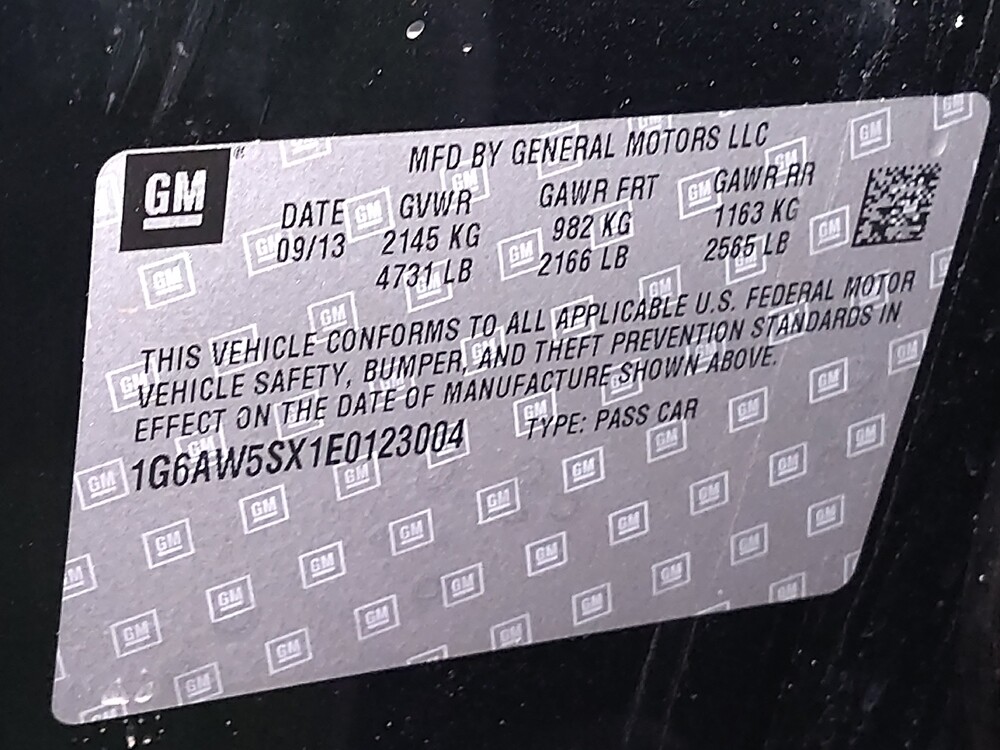 GM®
MFD BY GENERAL MOTORS LLC
DATE GVWR GAWR FRT GAWR RR
09/13 2145 KG 982 KG 1163 KG
4731 LB 2166 LB 2565 LB
THIS VEHICLE CONFORMS TO ALL APPLICABLE U.S. FEDERAL MOTOR
VEHICLE SAFETY, BUMPER, AND THEFT PREVENTION STANDARDS IN
EFFECT ON THE DATE OF MANUFACTURE SHOWN ABOVE.
1G6AW5SX1E0123004 TYPE: PASS CAR